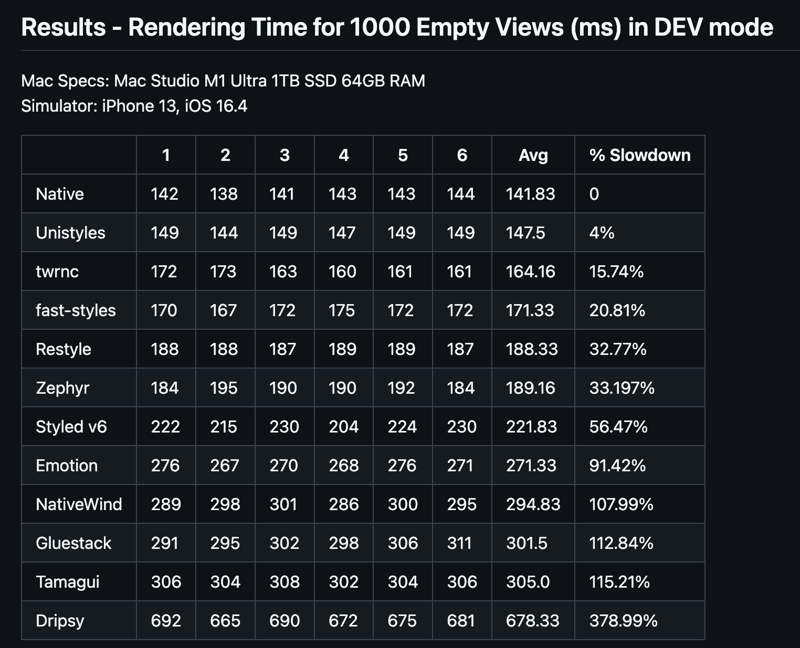 Results - Rendering Time for 1000 Empty Views (ms) in DEV mode
Mac Specs: Mac Studio M1 Ultra 1TB SSD 64GB RAM
Simulator: iPhone 13, iOS 16.4
1 2 3 4 5 6 Avg % Slowdown
Native 142 138 141 143 143 144 141.83 0
Unistyles 149 144 149 147 149 149 147.5 4%
twrnc 172 173 163 160 161 161 164.16 15.74%
fast-styles 170 167 172 175 172 172 171.33 20.81%
Restyle 188 188 187 189 189 187 188.33 32.77%
Zephyr 184 195 190 190 192 184 189.16 33.197%
Styled v6 222 215 230 204 224 230 221.83 56.47%
Emotion 276 267 270 268 276 271 271.33 91.42%
NativeWind 289 298 301 286 300 295 294.83 107.99%
Gluestack 291 295 302 298 306 311 301.5 112.84%
Tamagui 306 304 308 302 304 306 305.0 115.21%
Dripsy 692 665 690 672 675 681 678.33 378.99%